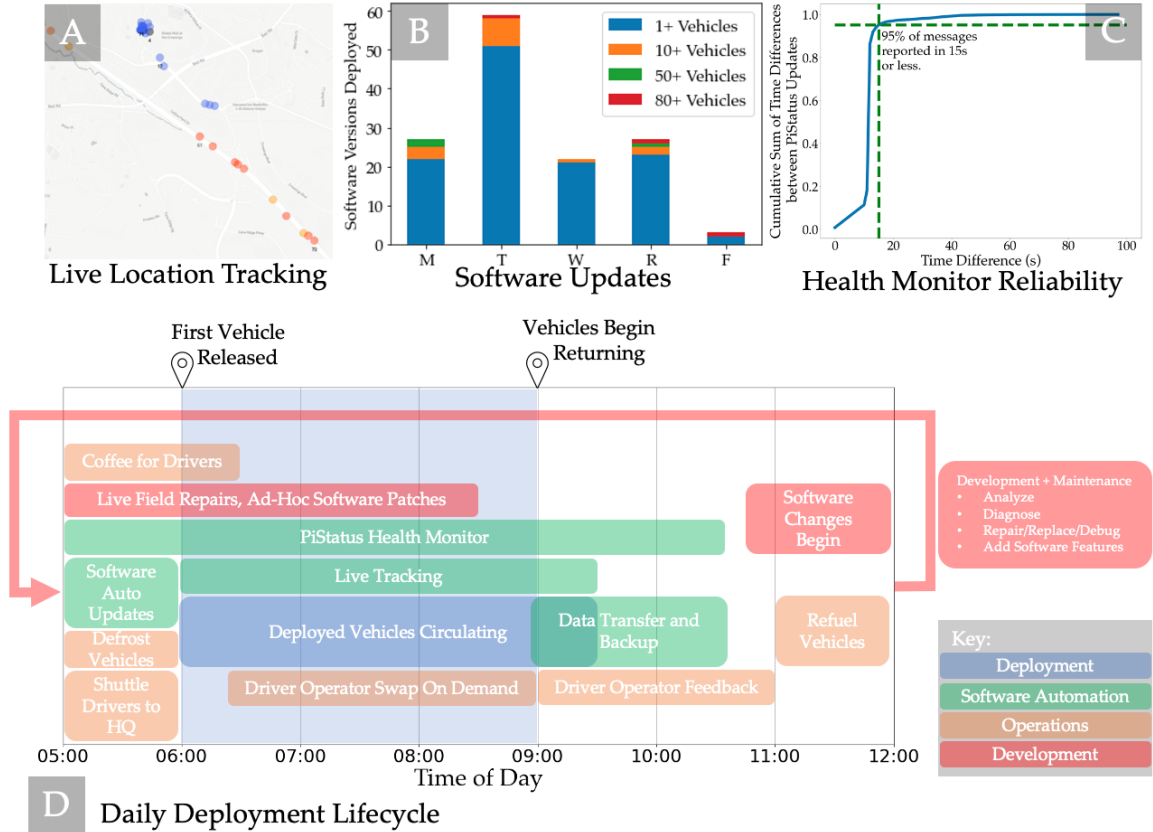 A
Live Location Tracking
B
Software Versions Deployed
60
50
40
30
20
10
0
1+ Vehicles
10+ Vehicles
50+ Vehicles
80+ Vehicles
M T W R F
Software Updates
C
Cumulative Sum of Time Differences
between PiStatus Updates
1.0
0.8
0.6
0.4
0.2
0.0
95% of messages
reported in 15s
or less.
0 20 40 60 80 100
Time Difference (s)
Health Monitor Reliability
First Vehicle
Released
Vehicles Begin
Returning
Coffee for Drivers
Live Field Repairs, Ad-Hoc Software Patches
PiStatus Health Monitor
Software
Auto
Updates
Live Tracking
Deployed Vehicles Circulating
Data Transfer and
Backup
Defrost
Vehicles
Shuttle
Drivers to
HQ
Driver Operator Swap On Demand
Driver Operator Feedback
Software
Changes
Begin
Refuel
Vehicles
Development + Maintenance
• Analyze
• Diagnose
• Repair/Replace/Debug
• Add Software Features
Key:
Deployment
Software Automation
Operations
Development
05:00 06:00 07:00 08:00 09:00 10:00 11:00 12:00
Time of Day
D
Daily Deployment Lifecycle